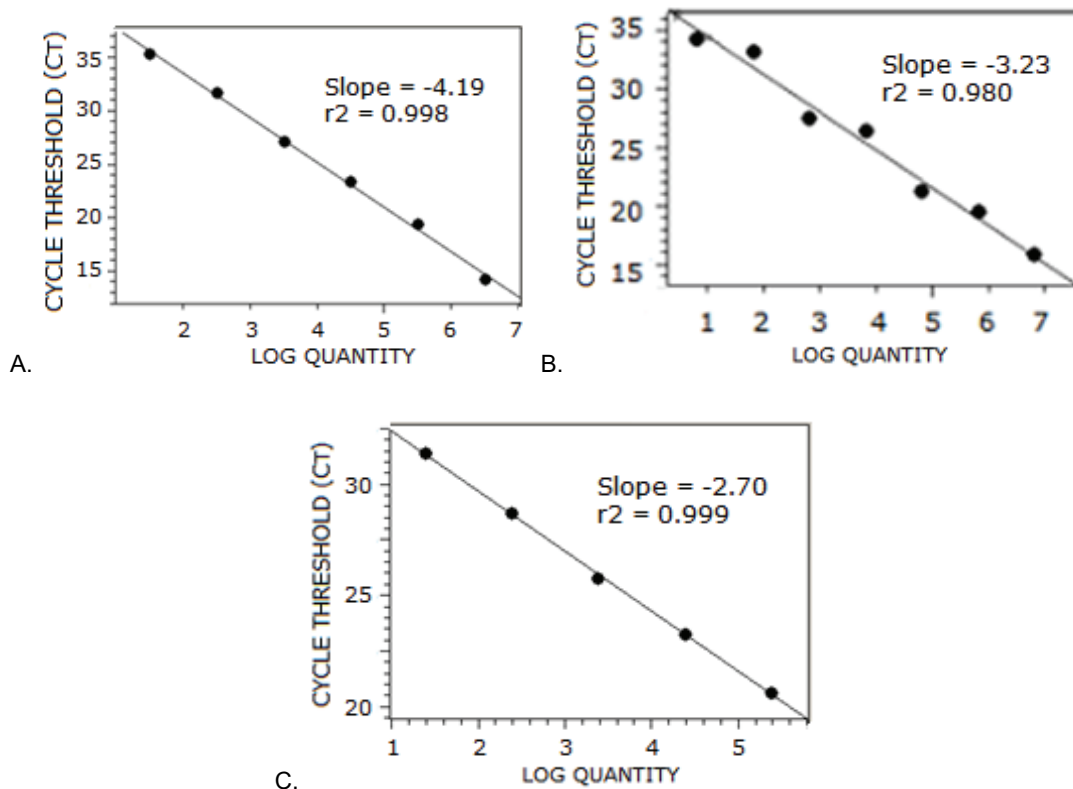 CYCLE THRESHOLD (CT)
35
30
25
20
15
Slope = -4.19
r2 = 0.998
2 3 4 5 6 7
LOG QUANTITY
A.
CYCLE THRESHOLD (CT)
35
30
25
20
15
Slope = -3.23
r2 = 0.980
1 2 3 4 5 6 7
LOG QUANTITY
B.
CYCLE THRESHOLD (CT)
30
25
20
Slope = -2.70
r2 = 0.999
1 2 3 4 5
LOG QUANTITY
C.